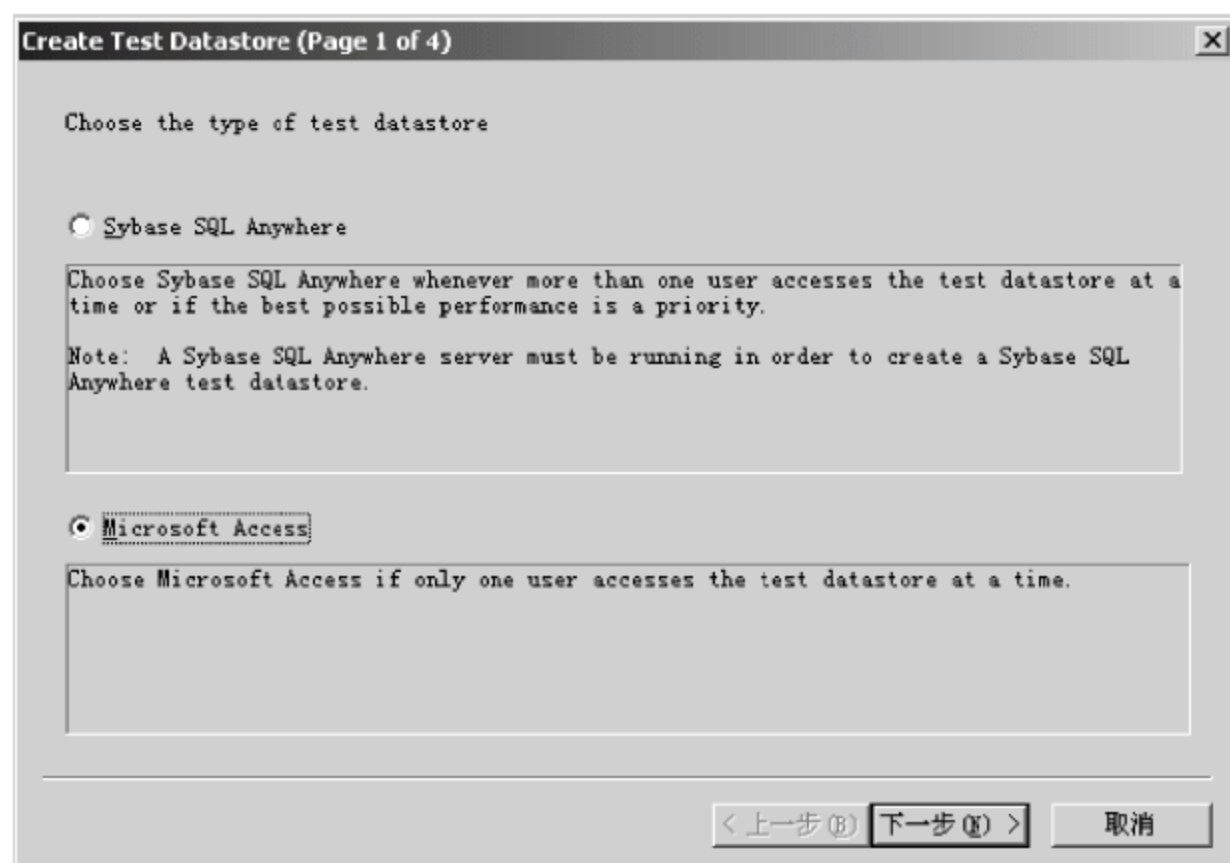 Create Test Datastore (Page 1 of 4)
Choose the type of test datastore
Sybase SQL Anywhere
Choose Sybase SQL Anywhere whenever more than one user accesses the test datastore at a
time or if the best possible performance is a priority.
Note: A Sybase SQL Anywhere server must be running in order to create a Sybase SQL
Anywhere test datastore.
Microsoft Access
Choose Microsoft Access if only one user accesses the test datastore at a time.
< 上一步(B) 下一步(N) > 取消